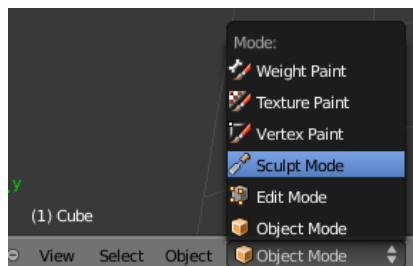 Mode:
Weight Paint
Texture Paint
Vertex Paint
Sculpt Mode
y
Edit Mode
(1) Cube
Object Mode
View Select Object Object Mode